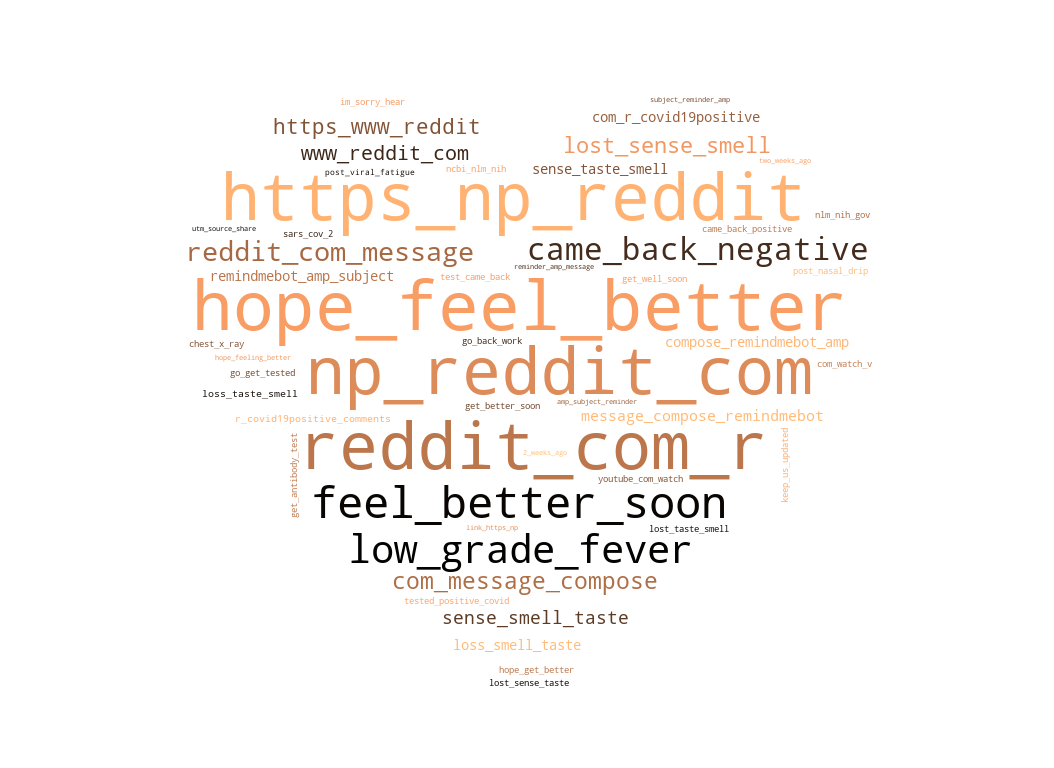 subject_reminder_amp
im_sorry_hear
com_r_covid19positive
https_www_reddit
lost_sense_smell
www_reddit_com
two_weeks_ago
post_viral_fatigue
ncbi_nlm_nih
sense_taste_smell
https_np_reddit
nlm_nih_gov
utm_source_share
sars_cov_2
came_back_positive
reddit_com_message
came_back_negative
reminder_amp_message
post_nasal_drip
remindmebot_amp_subject
test_came_back
get_well_soon
hope_feel_better
chest_x_ray
go_back_work
compose_remindmebot_amp
hope_feeling_better
com_watch_v
go_get_tested
np_reddit_com
loss_taste_smell
get_better_soon
amp_subject_reminder
r_covid19positive_comments
message_compose_remindmebot
get_antibody_test
reddit_com_r
2_weeks_ago
keep_us_updated
youtube_com_watch
feel_better_soon
link_https_np
lost_taste_smell
low_grade_fever
com_message_compose
tested_positive_covid
sense_smell_taste
loss_smell_taste
hope_get_better
lost_sense_taste